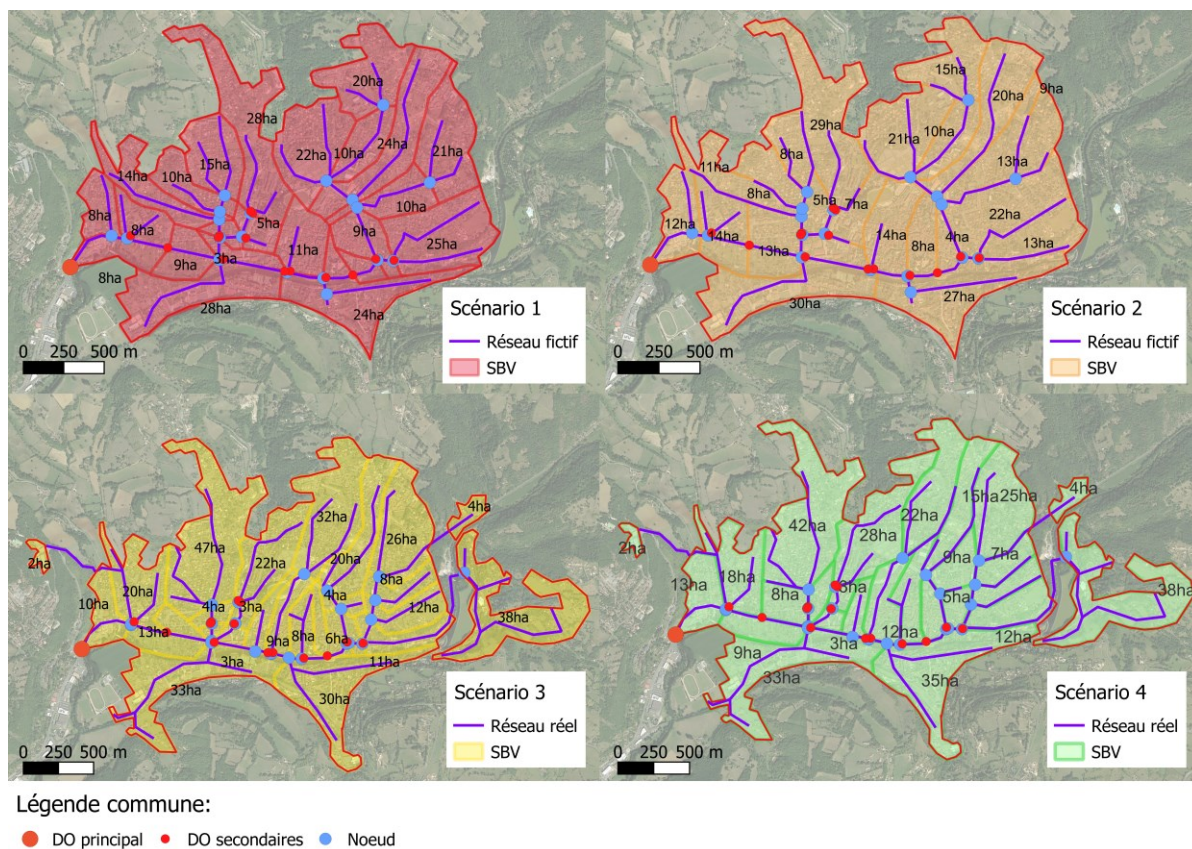 20ha
28ha
22ha
10ha
24ha
21ha
15ha
14ha
10ha
10ha
8ha
8ha
5ha
9ha
25ha
11ha
3ha
9ha
8ha
28ha
24ha
Scénario 1
Réseau fictif
SBV
0 250 500 m
15ha
9ha
20ha
29ha
10ha
21ha
8ha
13ha
11ha
8ha
5ha
7ha
22ha
12ha
14ha
14ha
8ha
4ha
13ha
13ha
30ha
27ha
Scénario 2
Réseau fictif
SBV
0 250 500 m
4ha
32ha
26ha
47ha
20ha
22ha
2ha
8ha
20ha
4ha
10ha
4ha
3ha
12ha
38ha
13ha
8ha
6ha
9ha
3ha
11ha
33ha
30ha
Scénario 3
Réseau réel
SBV
0 250 500 m
4ha
15ha
25ha
22ha
42ha
28ha
2ha
9ha
7ha
18ha
13ha
8ha
5ha
38ha
12ha
12ha
3ha
9ha
33ha
35ha
Scénario 4
Réseau réel
SBV
0 250 500 m
Légende commune:
DO principal
DO secondaires
Noeud